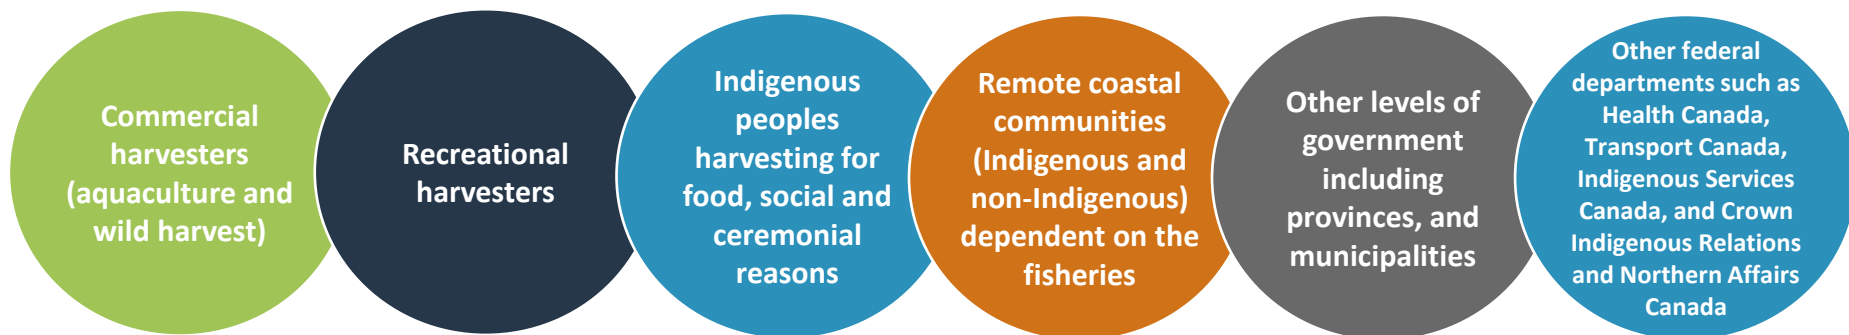 Commercial
harvesters
(aquaculture and
wild harvest)
Recreational
harvesters
Indigenous
peoples
harvesting for
food, social and
ceremonial
reasons
Remote coastal
communities
(Indigenous and
non-Indigenous)
dependent on the
fisheries
Other levels of
government
including
provinces, and
municipalities
Other federal
departments such as
Health Canada,
Transport Canada,
Indigenous Services
Canada, and Crown
Indigenous Relations
and Northern Affairs
Canada